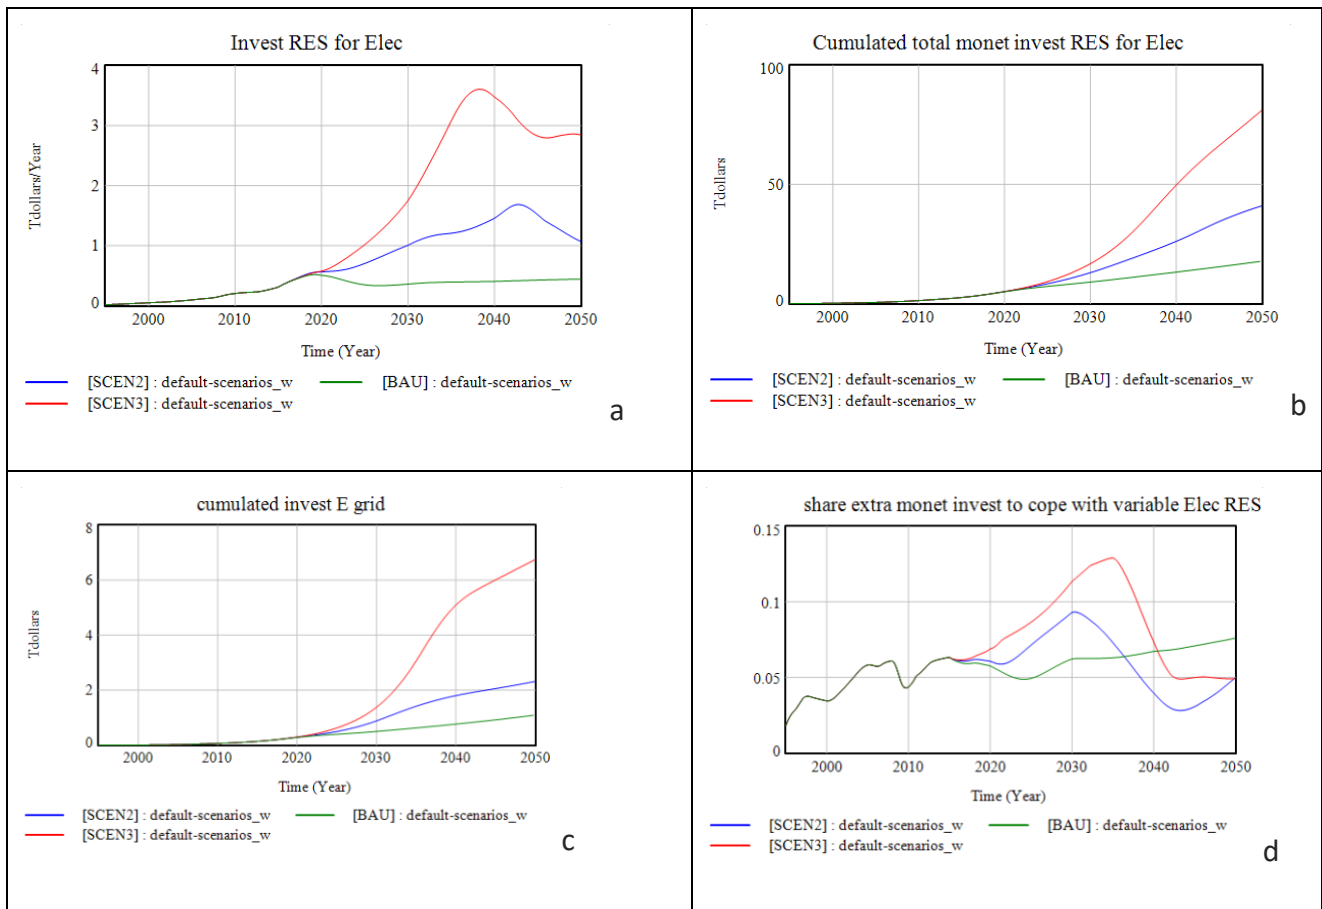 Invest RES for Elec
4
3
2
1
0
Tdollars/Year
2000 2010 2020 2030 2040 2050
Time (Year)
[SCEN2] : default-scenarios_w [BAU] : default-scenarios_w
[SCEN3] : default-scenarios_w
a
Cumulated total monet invest RES for Elec
100
50
0
Tdollars
2000 2010 2020 2030 2040 2050
Time (Year)
[SCEN2] : default-scenarios_w [BAU] : default-scenarios_w
[SCEN3] : default-scenarios_w
b
cumulated invest E grid
8
6
4
2
0
Tdollars
2000 2010 2020 2030 2040 2050
Time (Year)
[SCEN2] : default-scenarios_w [BAU] : default-scenarios_w
[SCEN3] : default-scenarios_w
c
share extra monet invest to cope with variable Elec RES
0.15
0.1
0.05
0
2000 2010 2020 2030 2040 2050
Time (Year)
[SCEN2] : default-scenarios_w [BAU] : default-scenarios_w
[SCEN3] : default-scenarios_w
d